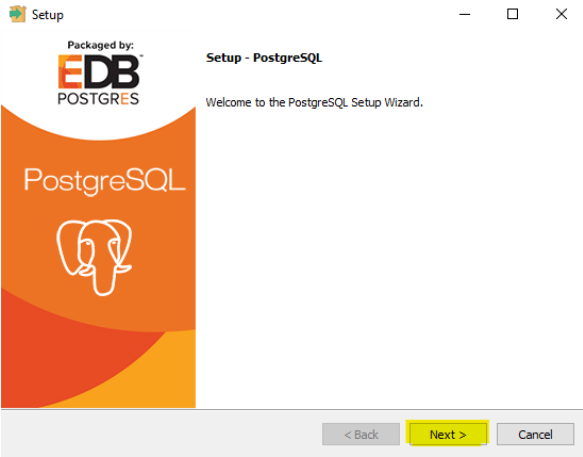 Setup
Packaged by:
EDB
POSTGRES
Setup - PostgreSQL
Welcome to the PostgreSQL Setup Wizard.
PostgreSQL
< Back
Next >
Cancel